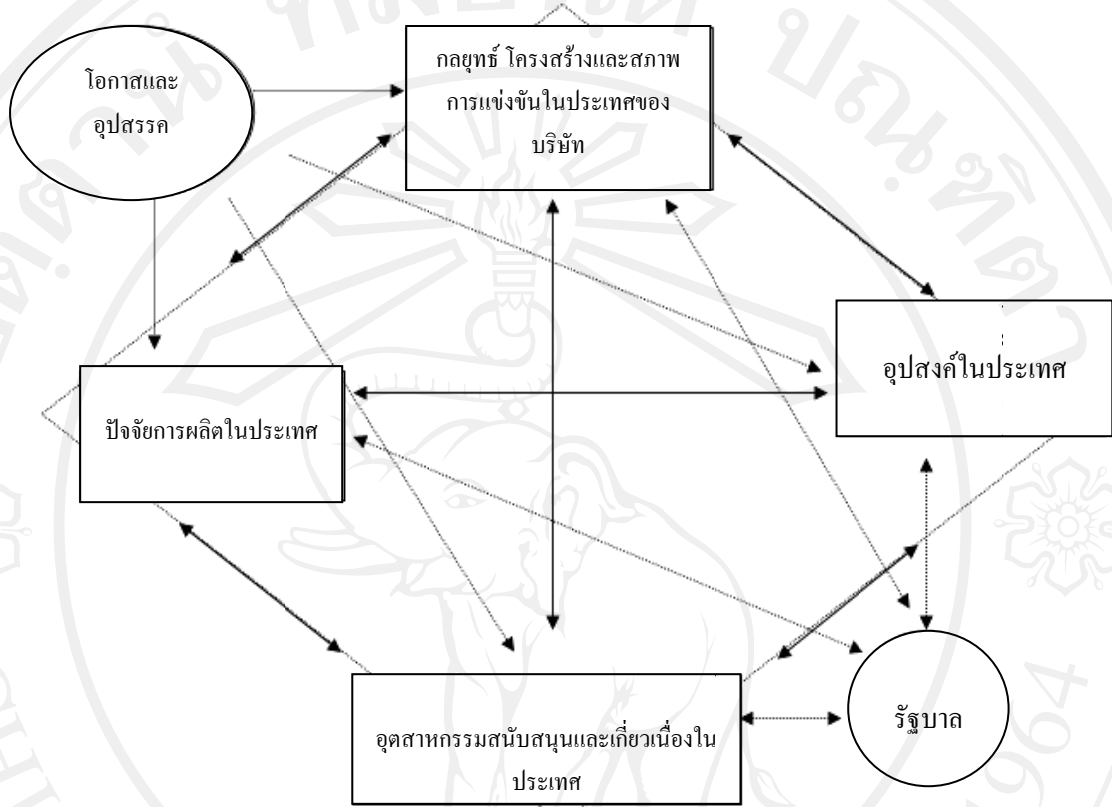 โอกาสและ
อุปสรรค
กลยุทธ์ โครงสร้างและสภาพ
การแข่งขันในประเทศของ
บริษัท
อุปสงค์ในประเทศ
ปัจจัยการผลิตในประเทศ
อุตสาหกรรมสนับสนุนและเกี่ยวเนื่องใน
ประเทศ
รัฐบาล
1964